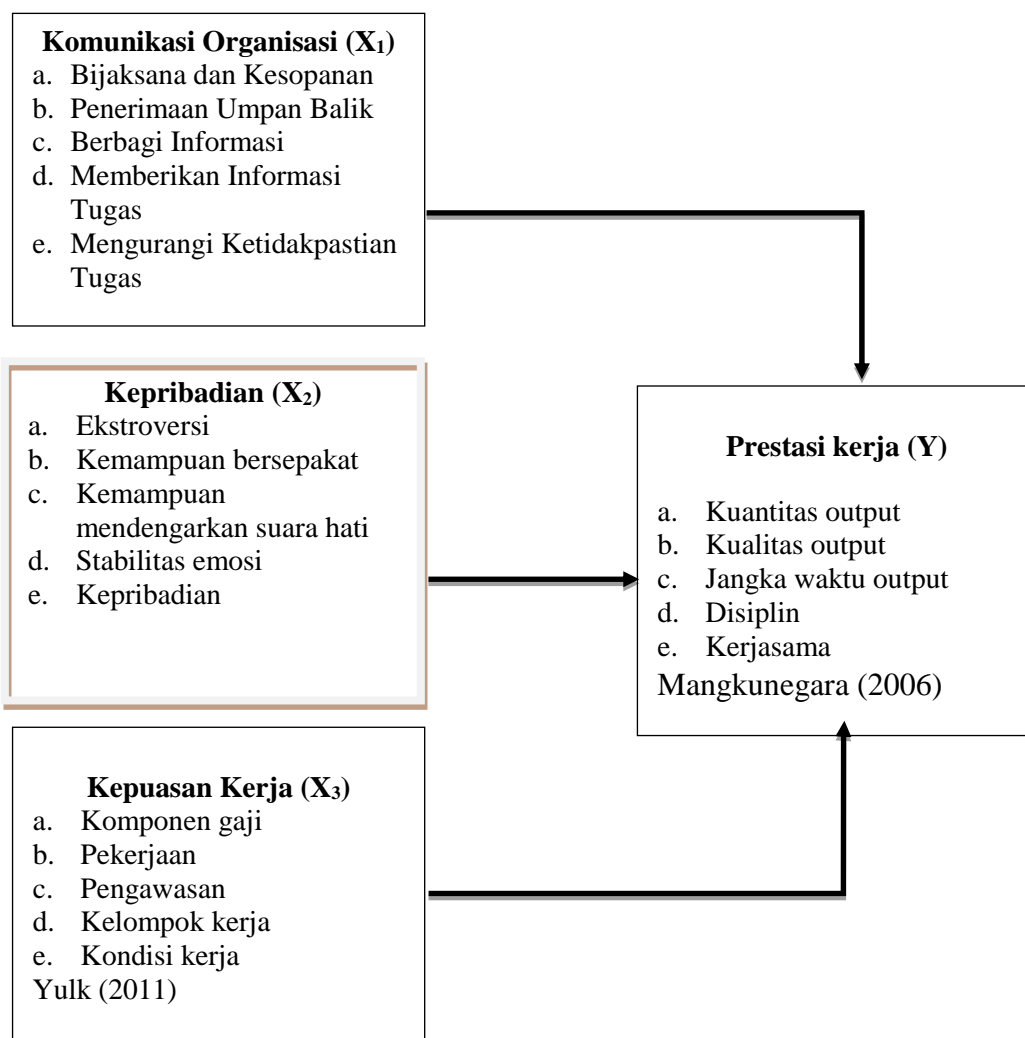 Komunikasi Organisasi (X₁)
a. Bijaksana dan Kesopanan
b. Penerimaan Umpan Balik
c. Berbagi Informasi
d. Memberikan Informasi
Tugas
e. Mengurangi Ketidakpastian
Tugas
Kepribadian (X₂)
a. Ekstroversi
b. Kemampuan bersepakat
c. Kemampuan
mendengarkan suara hati
d. Stabilitas emosi
e. Kepribadian
Kepuasan Kerja (X₃)
a. Komponen gaji
b. Pekerjaan
c. Pengawasan
d. Kelompok kerja
e. Kondisi kerja
Yulk (2011)
Prestasi kerja (Y)
a. Kuantitas output
b. Kualitas output
c. Jangka waktu output
d. Disiplin
e. Kerjasama
Mangkunegara (2006)